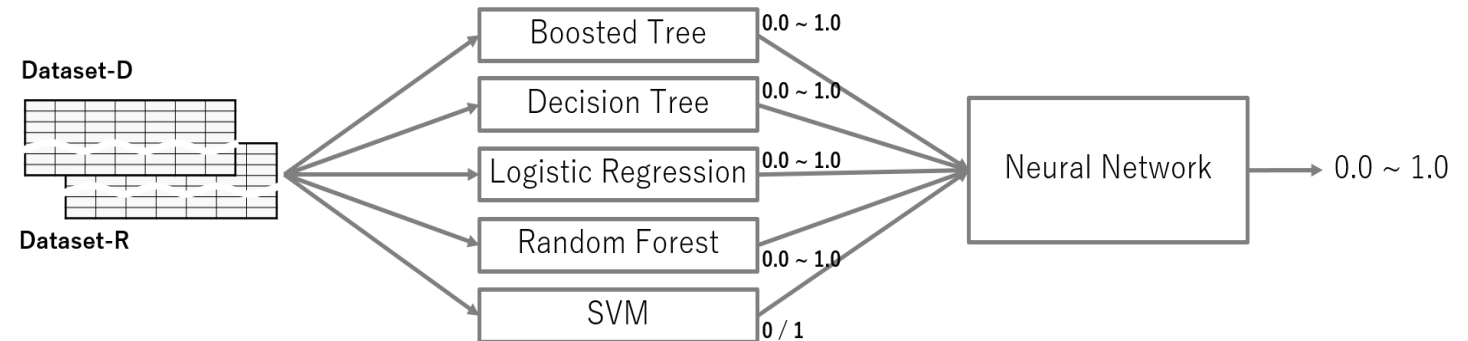 Dataset-D
Dataset-R
Boosted Tree
0.0 ~ 1.0
Decision Tree
0.0 ~ 1.0
Logistic Regression
0.0 ~ 1.0
Random Forest
0.0 ~ 1.0
SVM
0 / 1
Neural Network
0.0 ~ 1.0